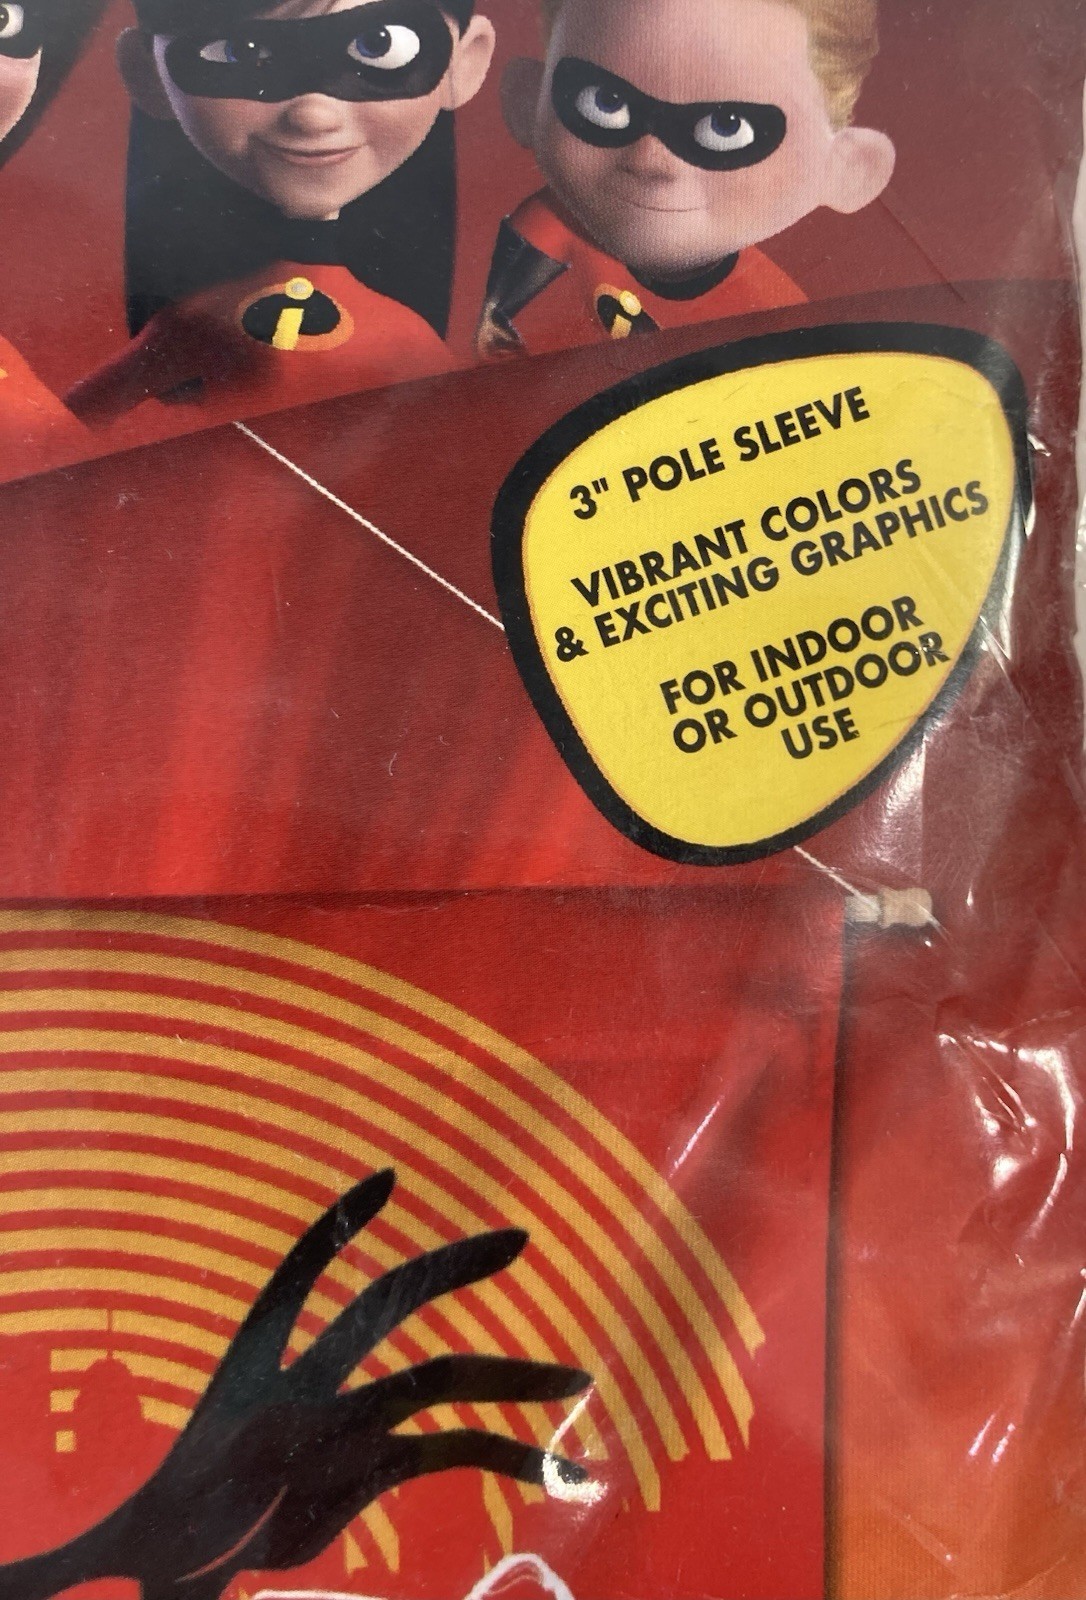 3" POLE SLEEVE
VIBRANT COLORS
& EXCITING GRAPHICS
FOR INDOOR
OR OUTDOOR
USE